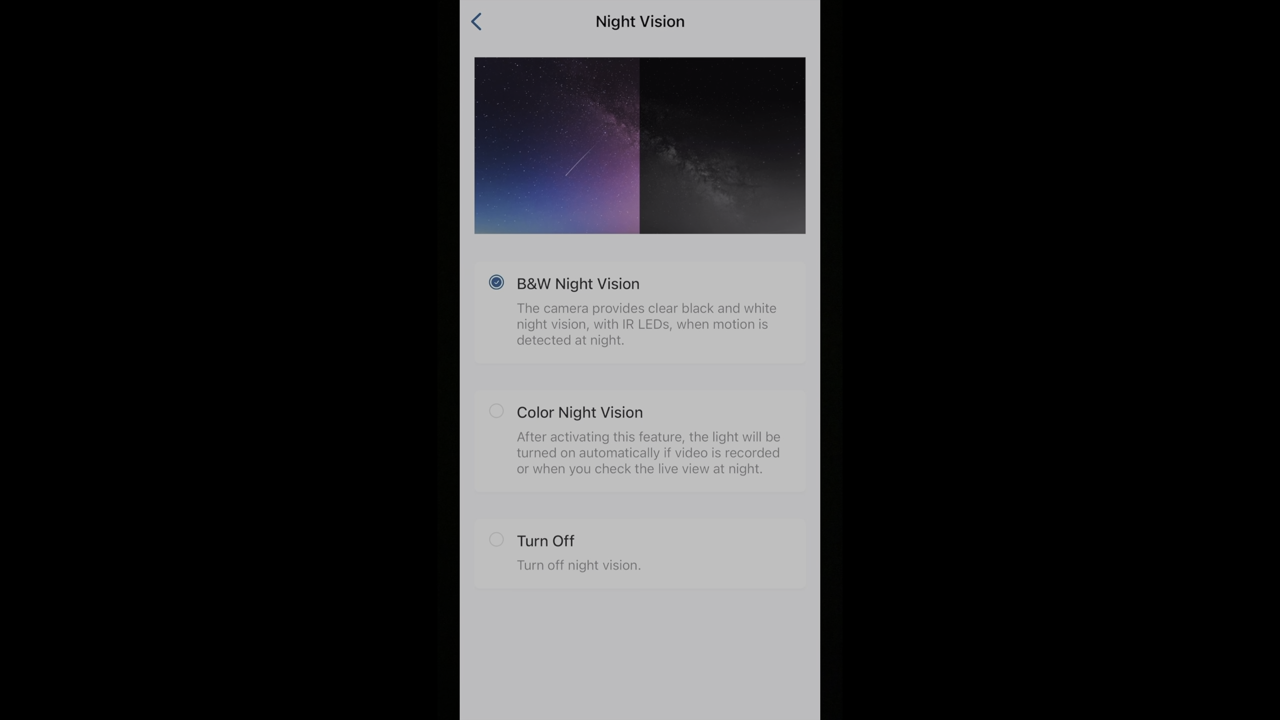 Night Vision
B&W Night Vision
The camera provides clear black and white
night vision, with IR LEDs, when motion is
detected at night.
Color Night Vision
After activating this feature, the light will be
turned on automatically if video is recorded
or when you check the live view at night.
Turn Off
Turn off night vision.